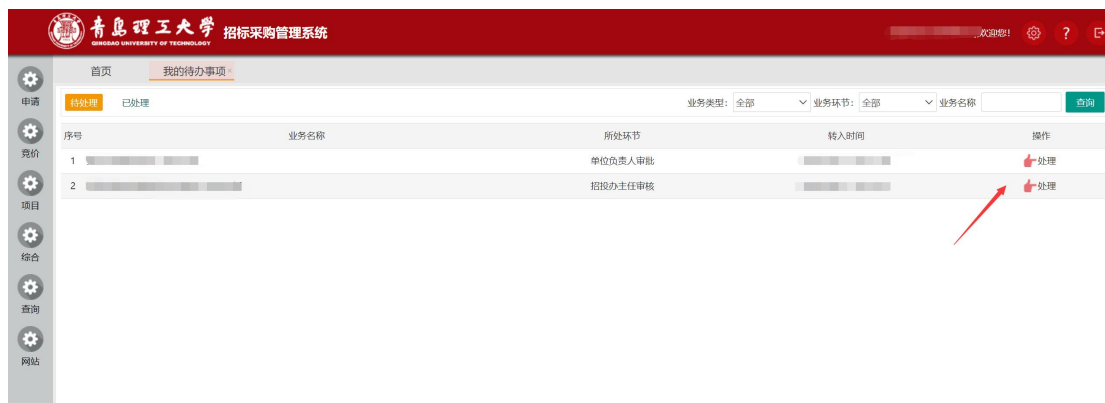 青岛理工大学 招标采购管理系统 欢迎您! ?
QINGDAO UNIVERSITY OF TECHNOLOGY
首页 我的待办事项
申请
待处理 已处理 业务类型: 全部 业务环节: 全部 业务名称 查询
序号 业务名称 所处环节 转入时间 操作
竞价
1 单位负责人审批 处理
2 招投办主任审核 处理
项目
综合
查询
网站